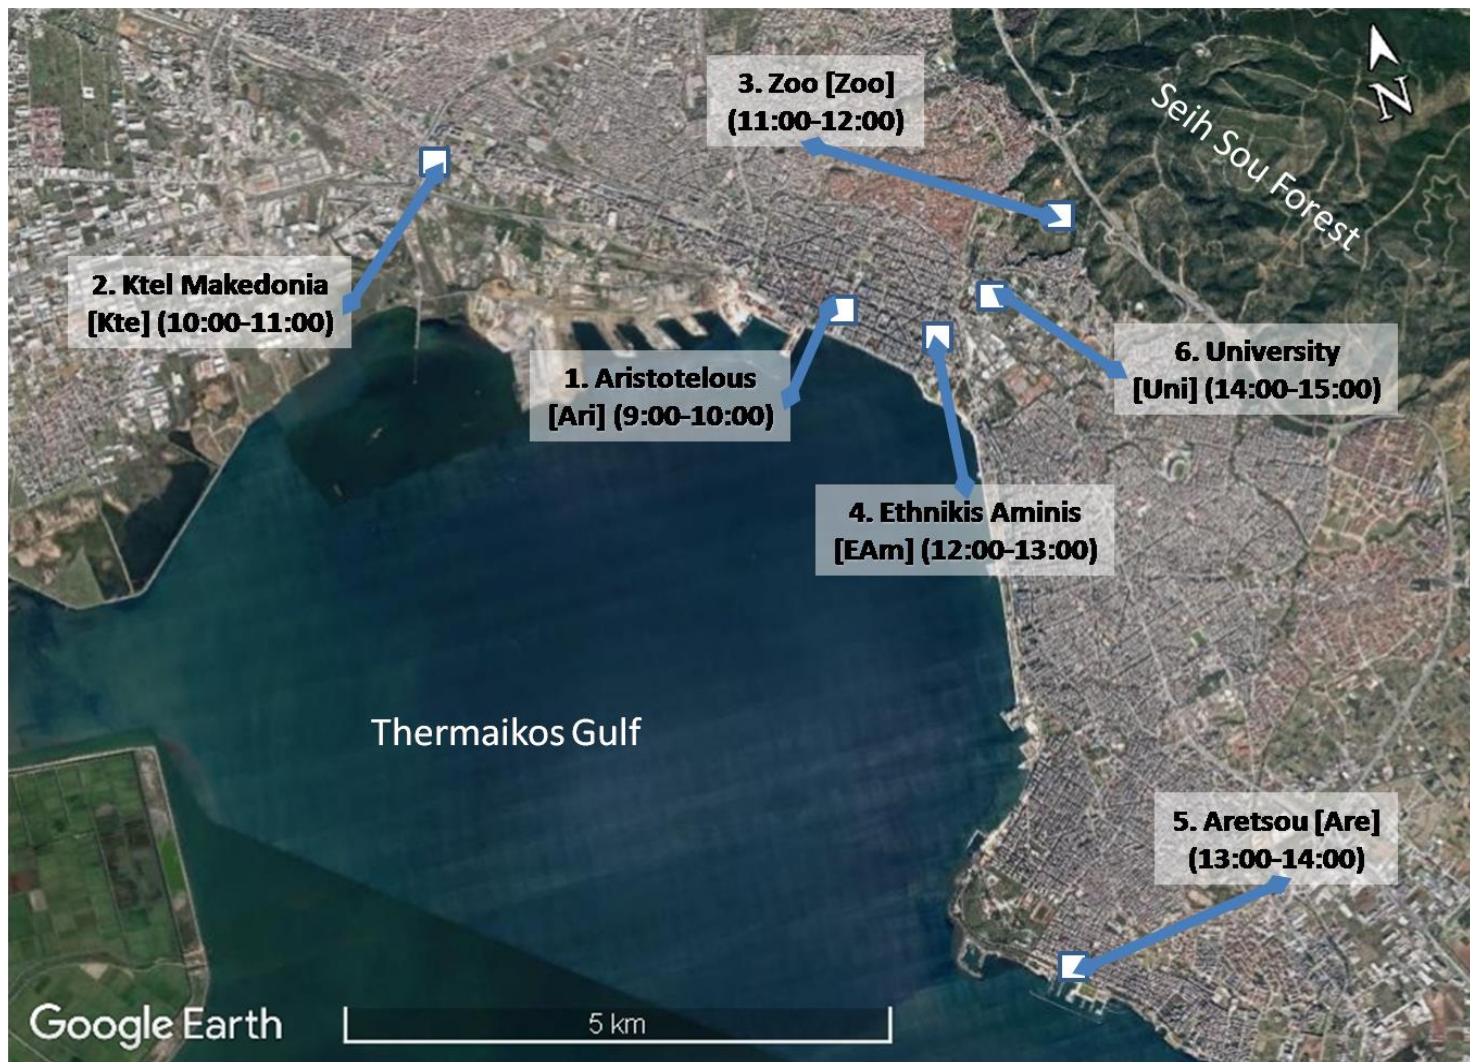 3. Zoo [Zoo]
(11:00-12:00)
N
Seih Sou Forest
2. Ktel Makedonia
[Kte] (10:00-11:00)
1. Aristotelous
[Ari] (9:00-10:00)
6. University
[Uni] (14:00-15:00)
4. Ethnikis Aminis
[EAm] (12:00-13:00)
Thermaikos Gulf
5. Aretsou [Are]
(13:00-14:00)
Google Earth
5 km